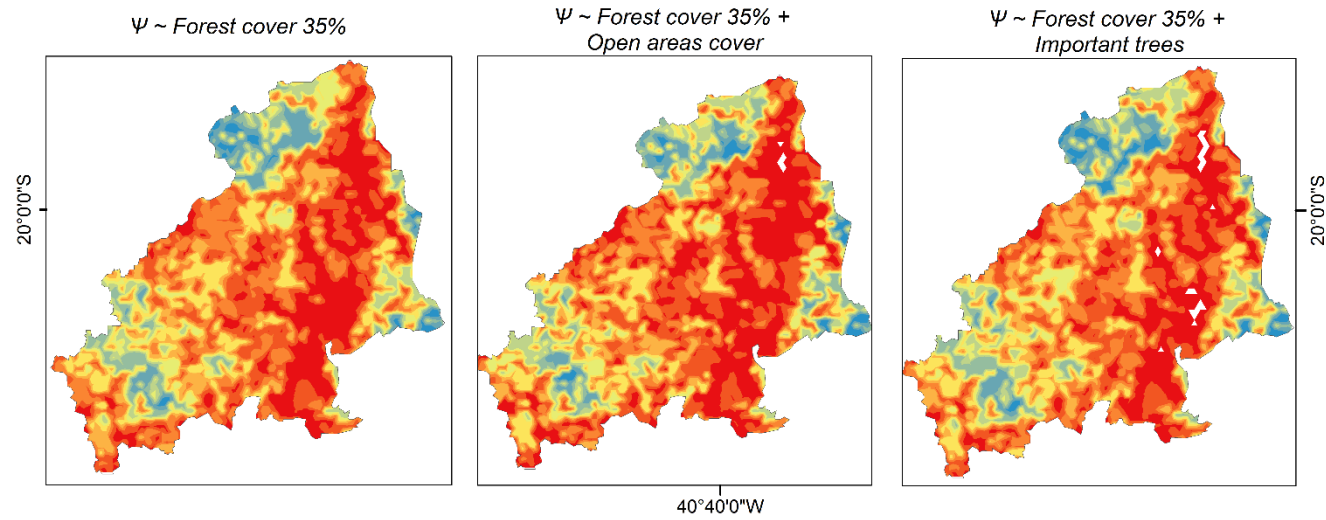 Ψ ~ Forest cover 35%
Ψ ~ Forest cover 35% +
Open areas cover
Ψ ~ Forest cover 35% +
Important trees
20°0'0"S
20°0'0"S
40°40'0"W